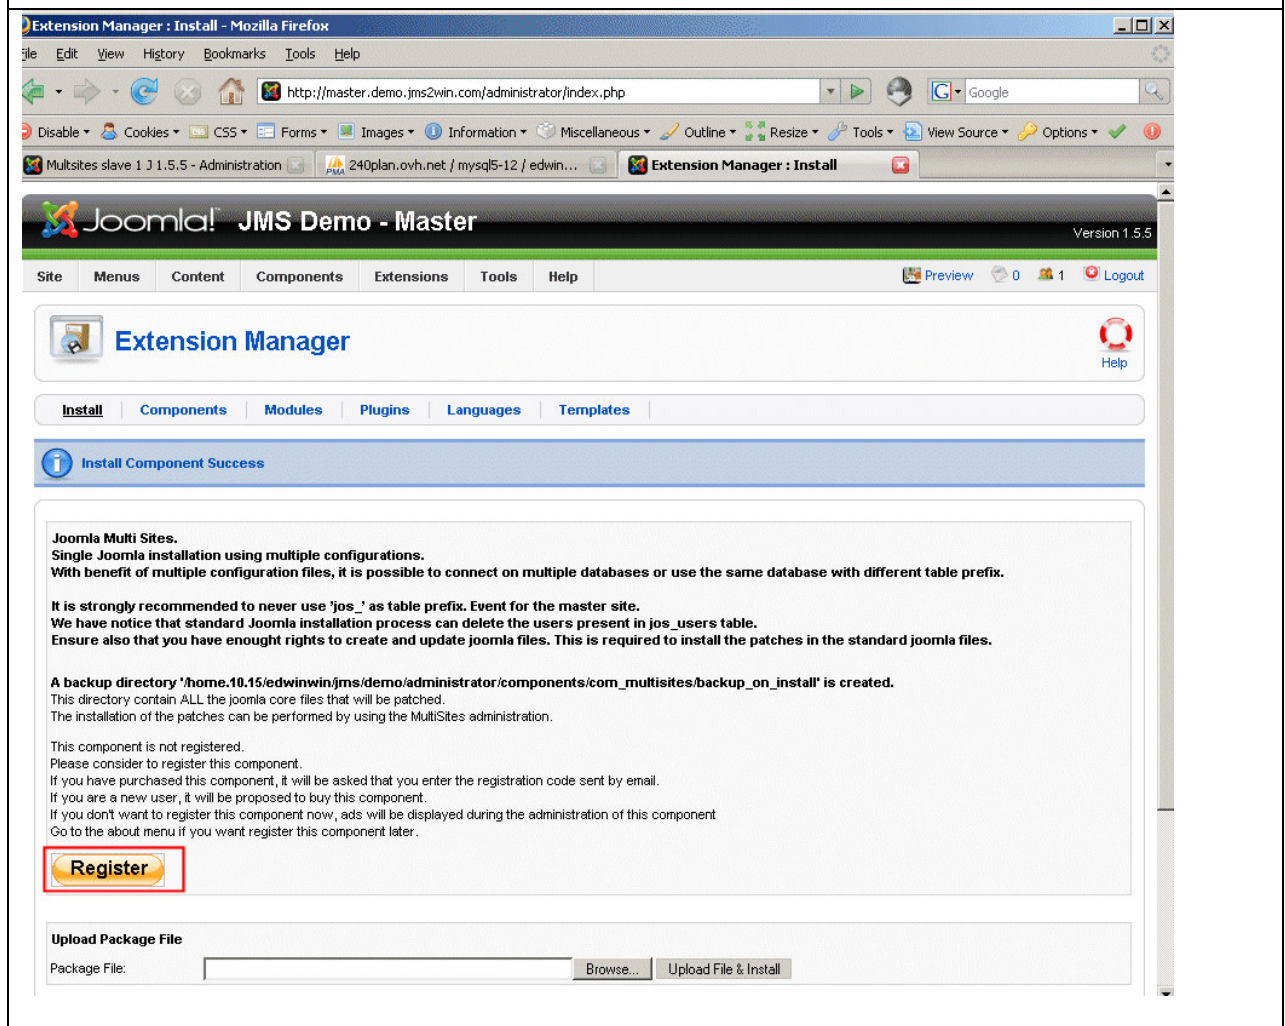 Extension Manager : Install - Mozilla Firefox
File Edit View History Bookmarks Tools Help
http://master.demo.jms2win.com/administrator/index.php Google
Disable Cookies CSS Forms Images Information Miscellaneous Outline Resize Tools View Source Options
Multsites slave 1 J 1.5.5 - Administration 240plan.ovh.net / mysql5-12 / edwin... Extension Manager : Install
Joomla! JMS Demo - Master
Version 1.5.5
Site Menus Content Components Extensions Tools Help Preview 0 1 Logout
Extension Manager
Help
Install Components Modules Plugins Languages Templates
Install Component Success
Joomla Multi Sites.
Single Joomla installation using multiple configurations.
With benefit of multiple configuration files, it is possible to connect on multiple databases or use the same database with different table prefix.
It is strongly recommended to never use 'jos_' as table prefix. Event for the master site.
We have notice that standard Joomla installation process can delete the users present in jos_users table.
Ensure also that you have enought rights to create and update joomla files. This is required to install the patches in the standard joomla files.
A backup directory '/home.10.15/edwinwin/jms/demo/administrator/components/com_multisites/backup_on_install' is created.
This directory contain ALL the joomla core files that will be patched.
The installation of the patches can be performed by using the MultiSites administration.
This component is not registered.
Please consider to register this component.
If you have purchased this component, it will be asked that you enter the registration code sent by email.
If you are a new user, it will be proposed to buy this component.
If you don't want to register this component now, ads will be displayed during the administration of this component
Go to the about menu if you want register this component later.
Register
Upload Package File
Package File: Browse... Upload File & Install